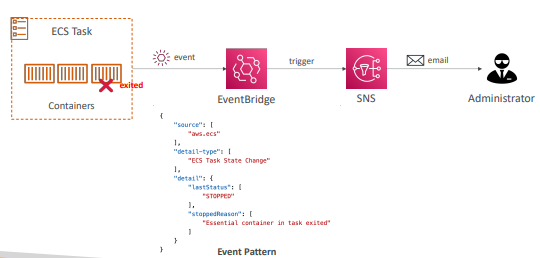 ECS Task
event
trigger
email
exited
EventBridge
SNS
Administrator
Containers
{
"source": [
"aws.ecs"
],
"detail-type": [
"ECS Task State Change"
],
"detail": {
"lastStatus": [
"STOPPED"
],
"stoppedReason": [
"Essential container in task exited"
]
}
}
Event Pattern